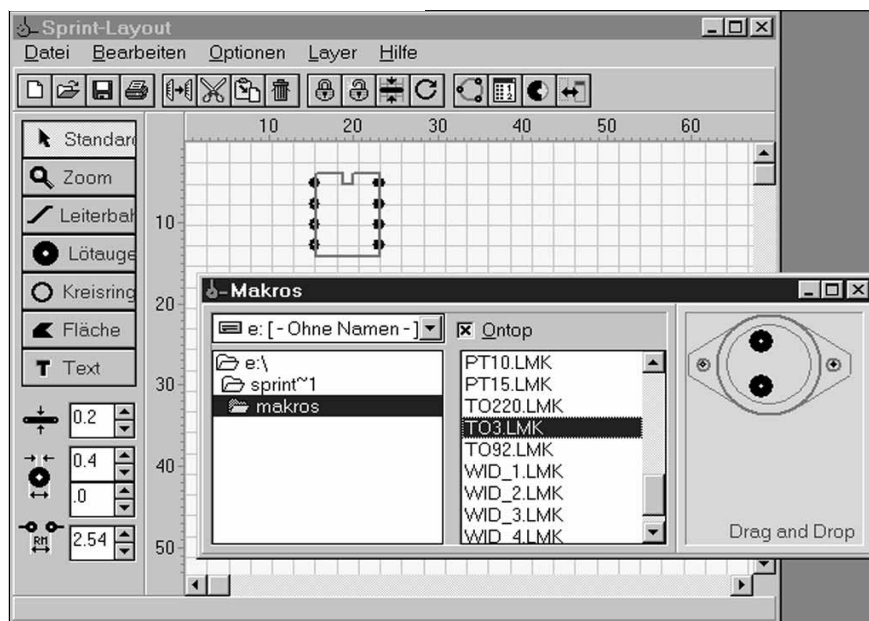 Sprint-Layout
Datei Bearbeiten Optionen Layer Hilfe
10 20 30 40 50 60
Standard
Zoom
Leiterbah
Lötauge
Kreisring
Fläche
Text
0.2
0.4
.0
RM
2.54
10
20
30
40
50
Makros
e: [ - Ohne Namen - ]
Ontop
e:\
sprint~1
makros
PT10.LMK
PT15.LMK
TO220.LMK
TO3.LMK
TO92.LMK
WID_1.LMK
WID_2.LMK
WID_3.LMK
WID_4.LMK
Drag and Drop